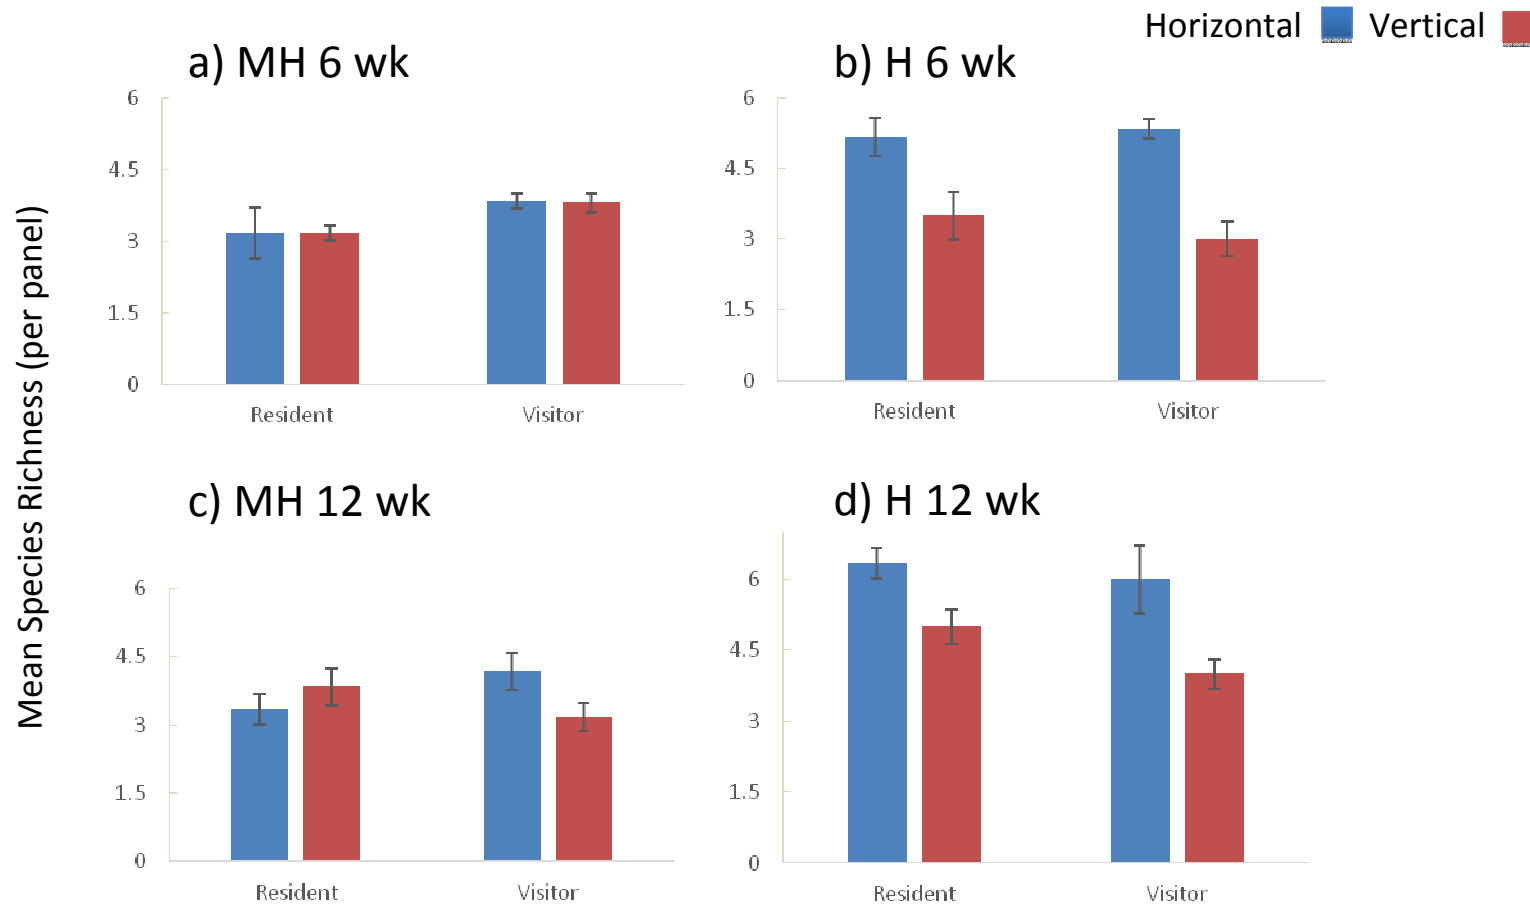 Horizontal Vertical
a) MH 6 wk
b) H 6 wk
Mean Species Richness (per panel)
6
4.5
3
1.5
0
Resident Visitor
6
4.5
3
1.5
0
Resident Visitor
c) MH 12 wk
d) H 12 wk
6
4.5
3
1.5
0
Resident Visitor
6
4.5
3
1.5
0
Resident Visitor